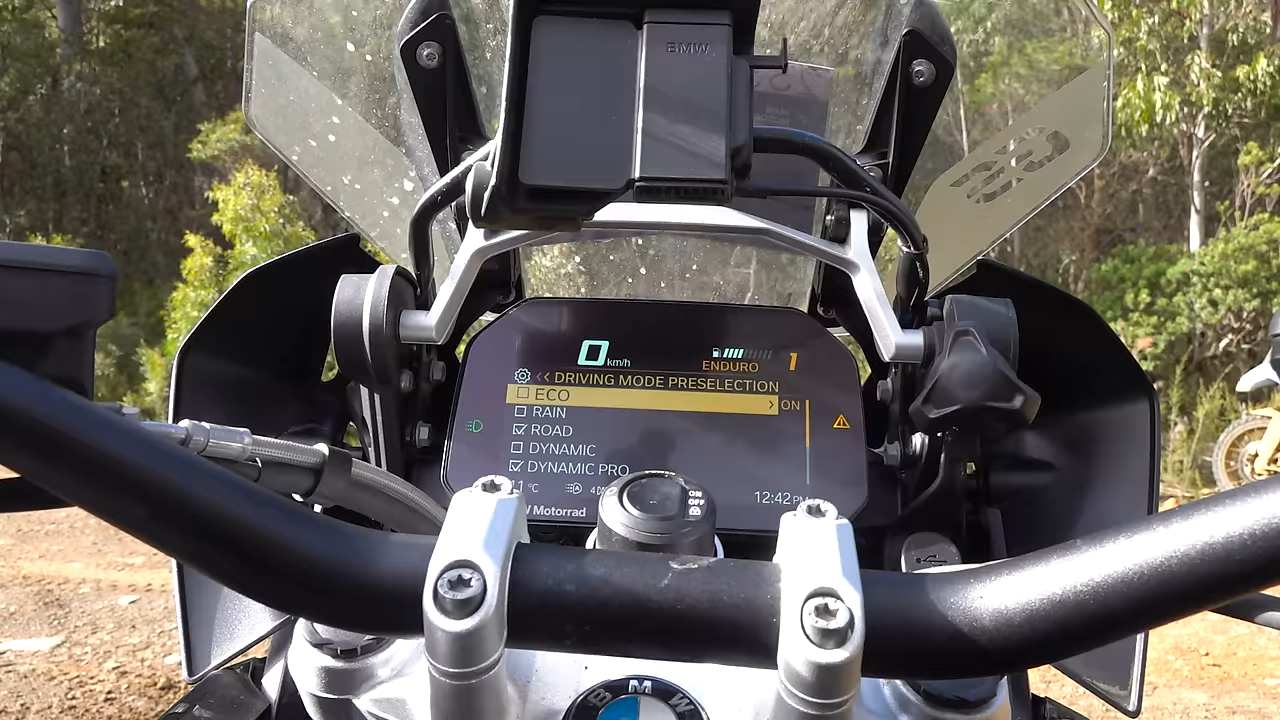 BMW
GS
0 km/h
ENDURO 1
<< DRIVING MODE PRESELECTION
ECO > ON
RAIN
ROAD
DYNAMIC
DYNAMIC PRO
°C
12:42PM
Motorrad
ON
OFF
BMW